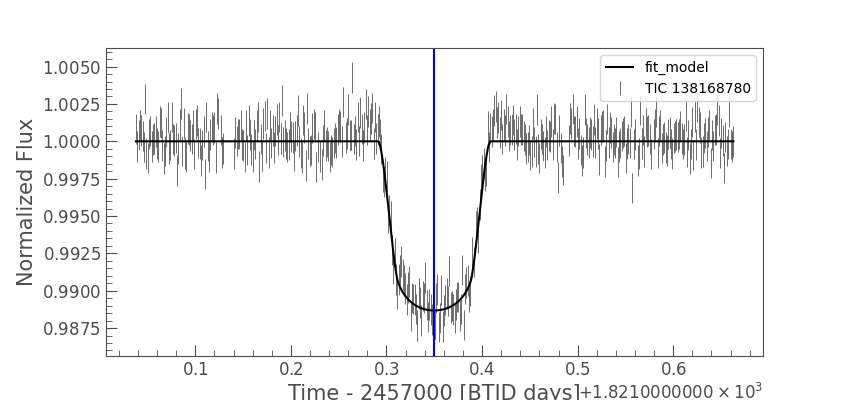 1.0050
1.0025
1.0000
0.9975
0.9950
0.9925
0.9900
0.9875
Normalized Flux
fit_model
TIC 138168780
0.1
0.2
0.3
0.4
0.5
0.6
Time - 2457000 [BTJD days]
+1.8210000000 × 10³